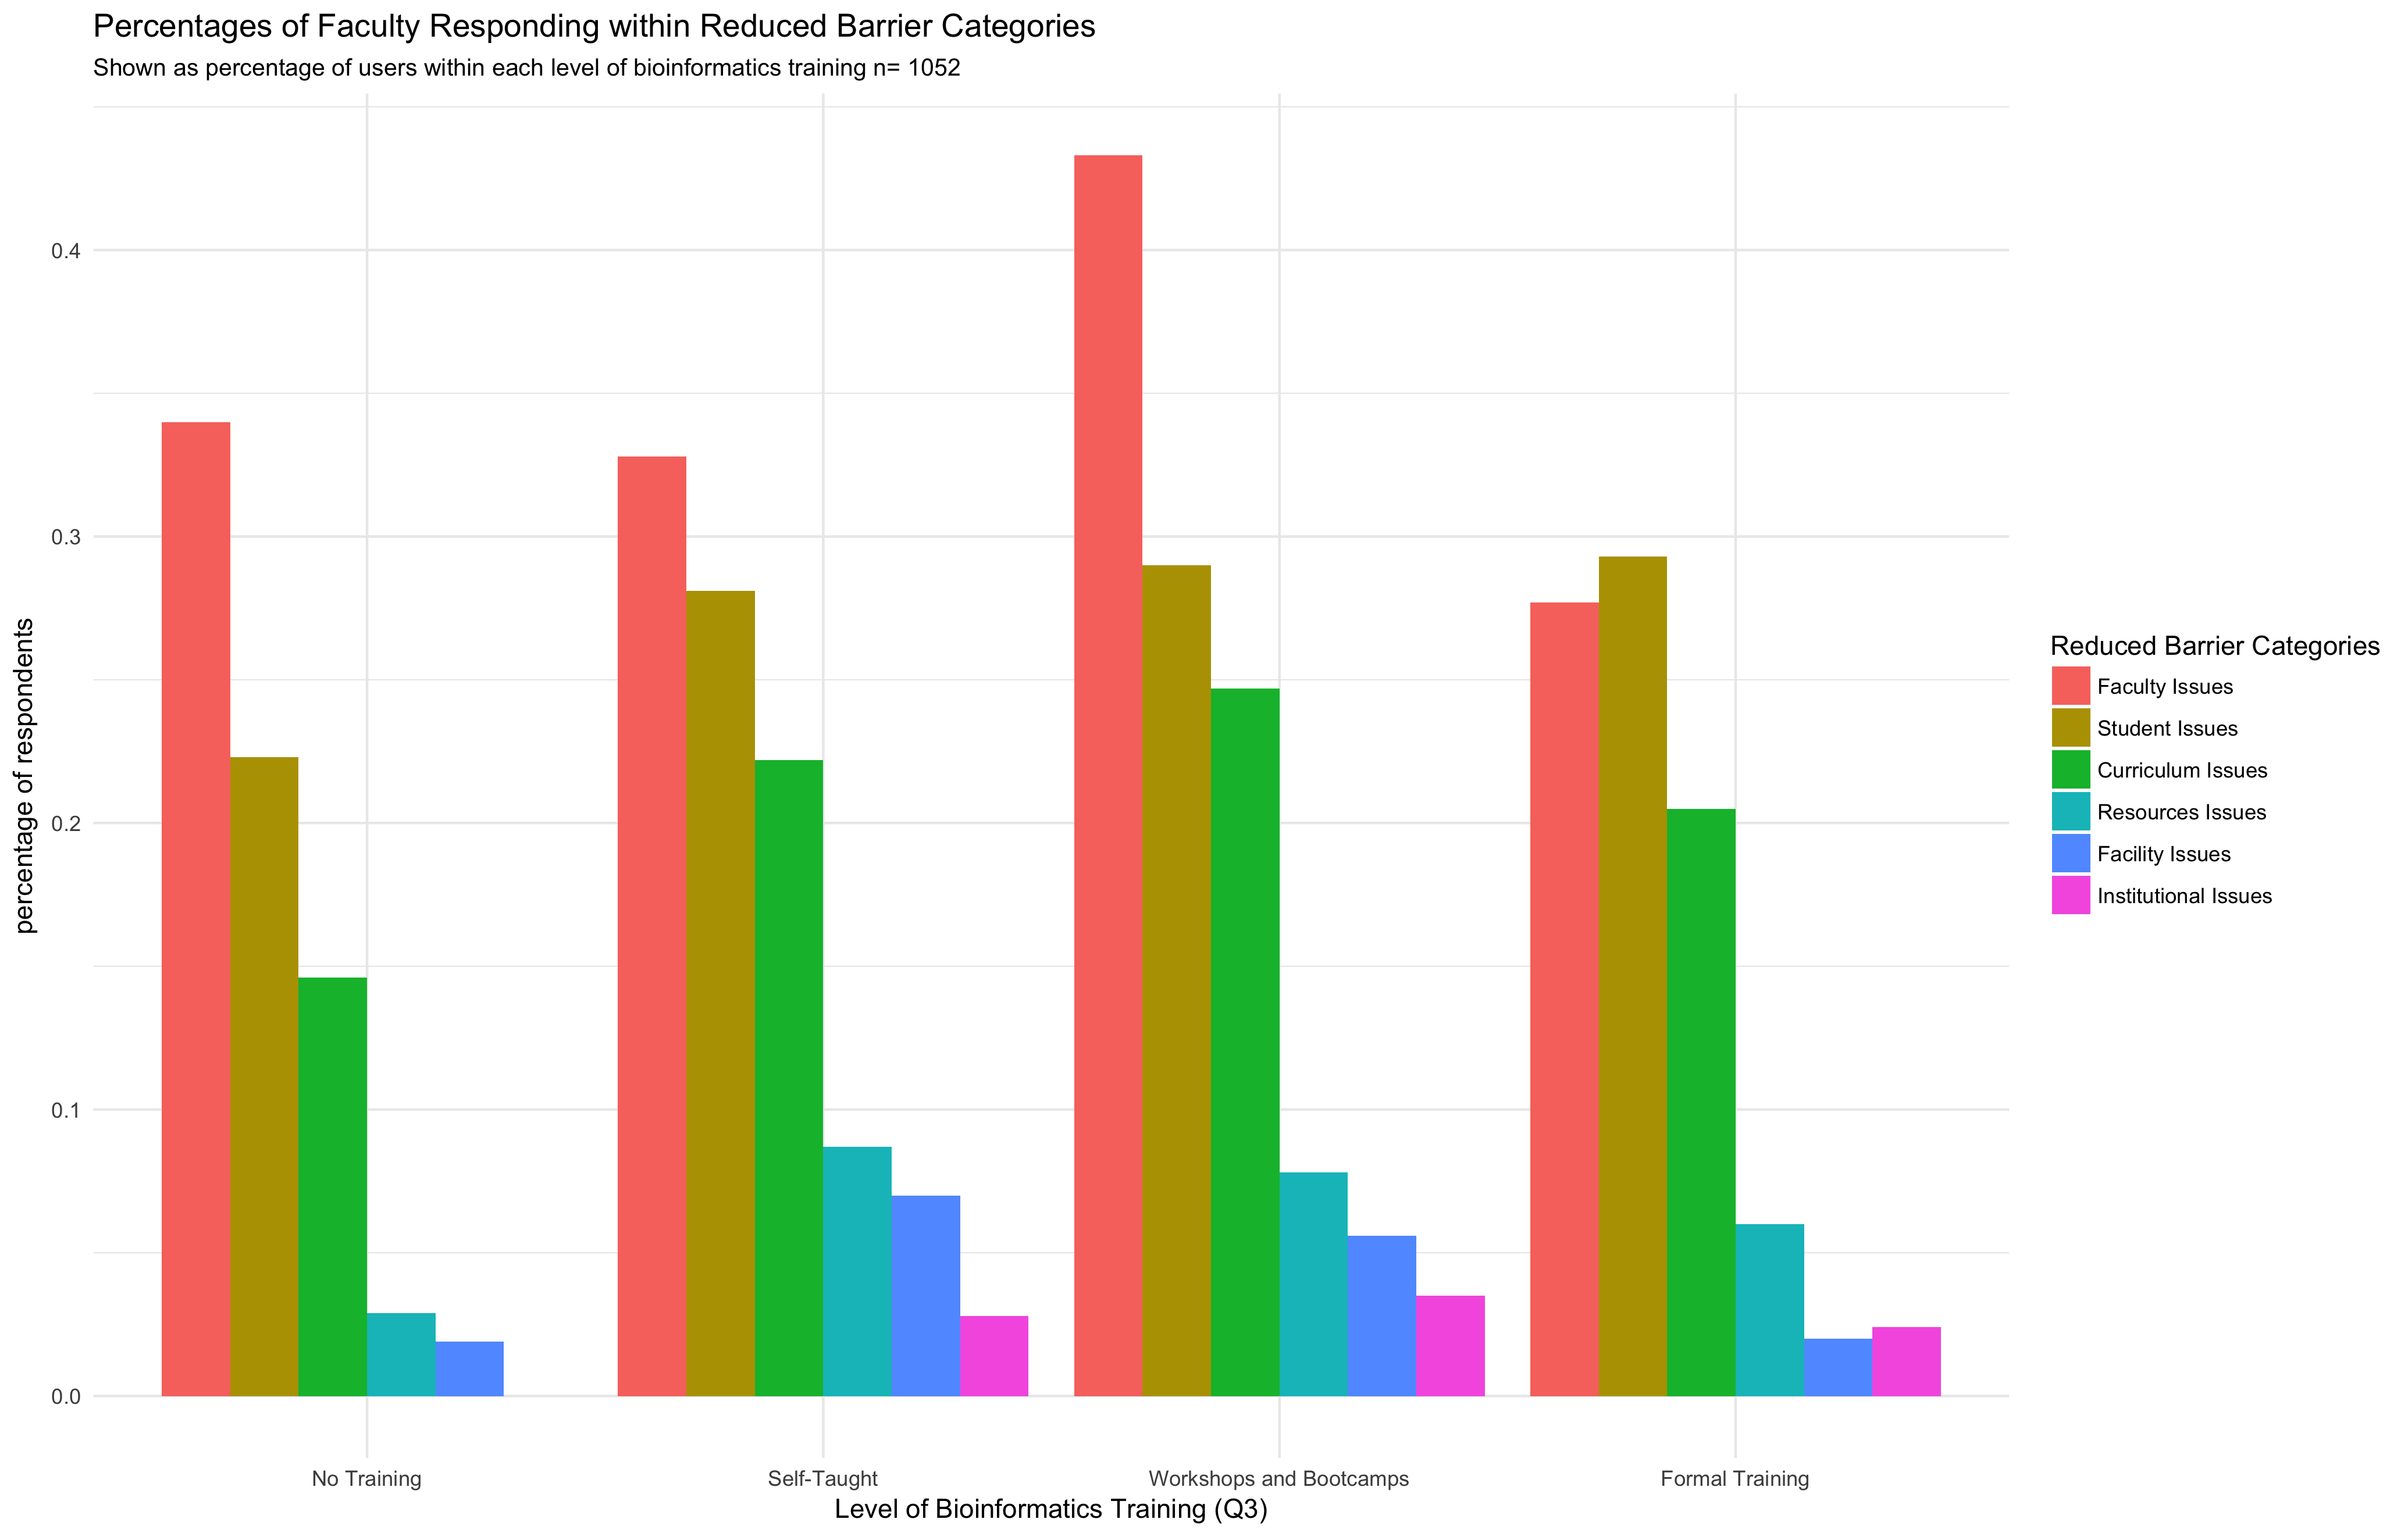 Percentages of Faculty Responding within Reduced Barrier Categories
Shown as percentage of users within each level of bioinformatics training n= 1052
percentage of respondents
0.4
0.3
0.2
0.1
0.0
No Training
Self-Taught
Workshops and Bootcamps
Formal Training
Level of Bioinformatics Training (Q3)
Reduced Barrier Categories
Faculty Issues
Student Issues
Curriculum Issues
Resources Issues
Facility Issues
Institutional Issues